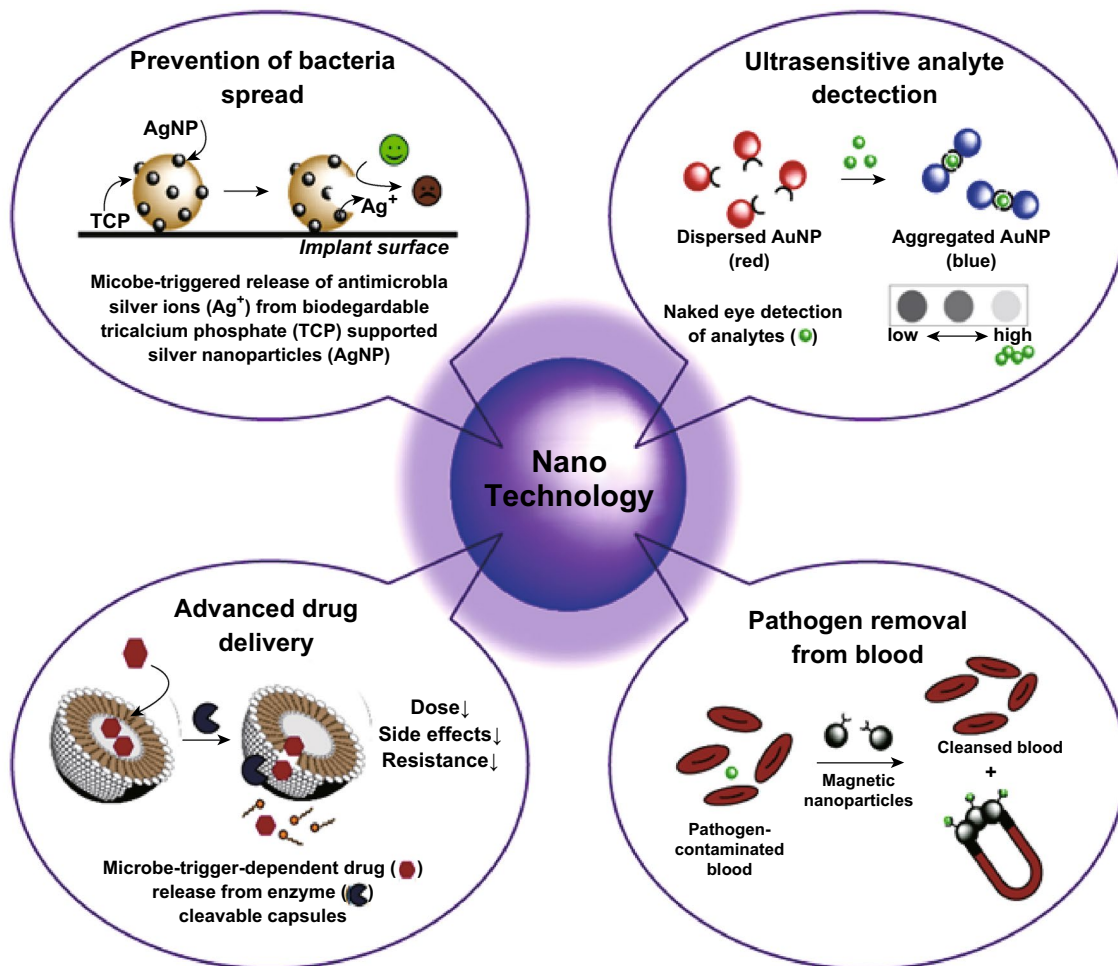 Prevention of bacteria
spread
AgNP
TCP
Ag⁺
Implant surface
Micobe-triggered release of antimicrobla
silver ions (Ag⁺) from biodegardable
tricalcium phosphate (TCP) supported
silver nanoparticles (AgNP)
Ultrasensitive analyte
dectection
Dispersed AuNP
(red)
Aggregated AuNP
(blue)
Naked eye detection
of analytes ( )
low
high
Nano
Technology
Advanced drug
delivery
Dose↓
Side effects↓
Resistance↓
Microbe-trigger-dependent drug ( )
release from enzyme ( )
cleavable capsules
Pathogen removal
from blood
Pathogen-
contaminated
blood
Magnetic
nanoparticles
Cleansed blood
+